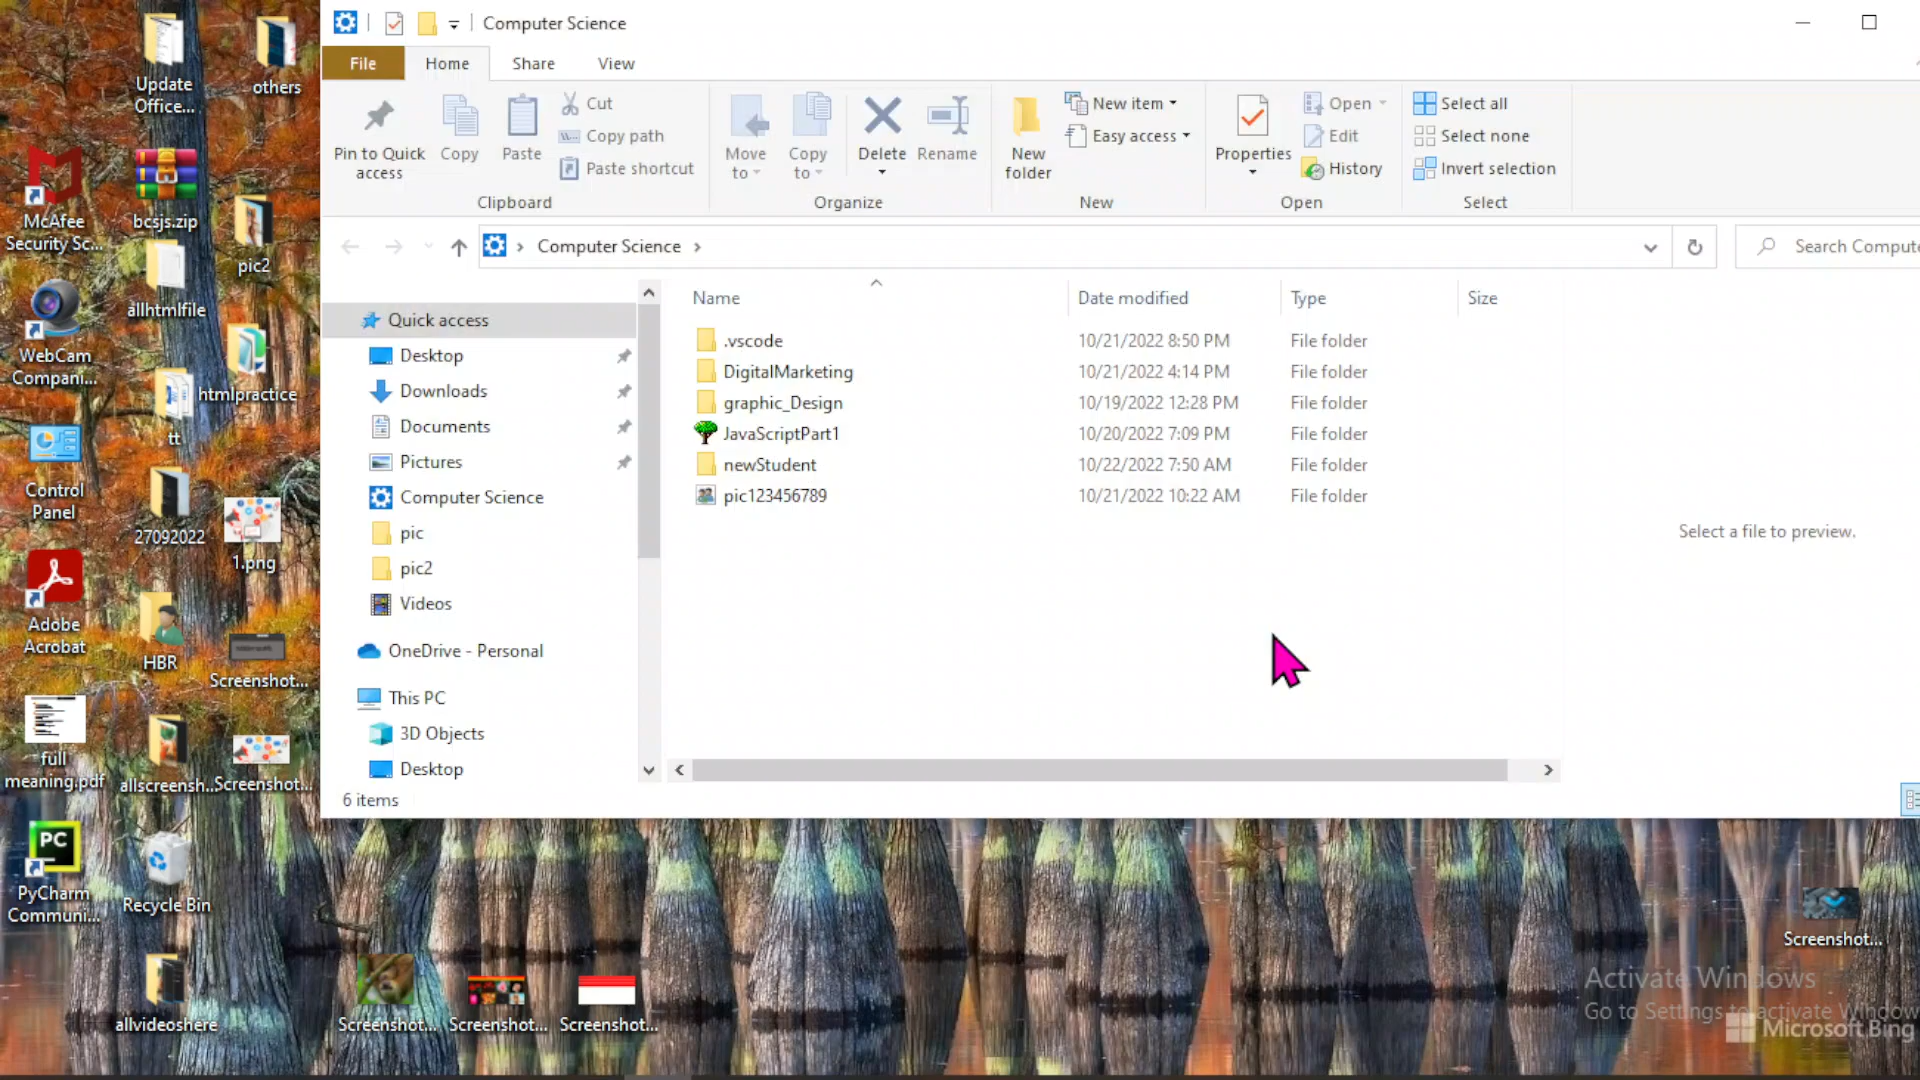 Computer Science
File
Home
Share
View
Pin to Quick
access
Copy
Paste
Cut
Copy path
Paste shortcut
Clipboard
Move
to
Copy
to
Delete
Rename
Organize
New
folder
New item
Easy access
New
Properties
Open
Edit
History
Open
Select all
Select none
Invert selection
Select
Computer Science
Search Compute
Quick access
Desktop
Downloads
Documents
Pictures
Computer Science
pic
pic2
Videos
OneDrive - Personal
This PC
3D Objects
Desktop
6 items
Name Date modified Type Size
.vscode 10/21/2022 8:50 PM File folder
DigitalMarketing 10/21/2022 4:14 PM File folder
graphic_Design 10/19/2022 12:28 PM File folder
JavaScriptPart1 10/20/2022 7:09 PM File folder
newStudent 10/22/2022 7:50 AM File folder
pic123456789 10/21/2022 10:22 AM File folder
Select a file to preview.
Update
Office...
others
McAfee
Security Sc...
bcsjs.zip
pic2
WebCam
Compani...
allhtmlfile
htmlpractice
tt
Control
Panel
27092022
1.png
Adobe
Acrobat
HBR
Screenshot...
full
meaning.pdf
allscreensh...
Screenshot...
PC
PyCharm
Communi...
Recycle Bin
allvideoshere
Screenshot...
Screenshot...
Screenshot...
Screenshot...
Activate Windows
Go to Settings to activate Window
Microsoft Bing